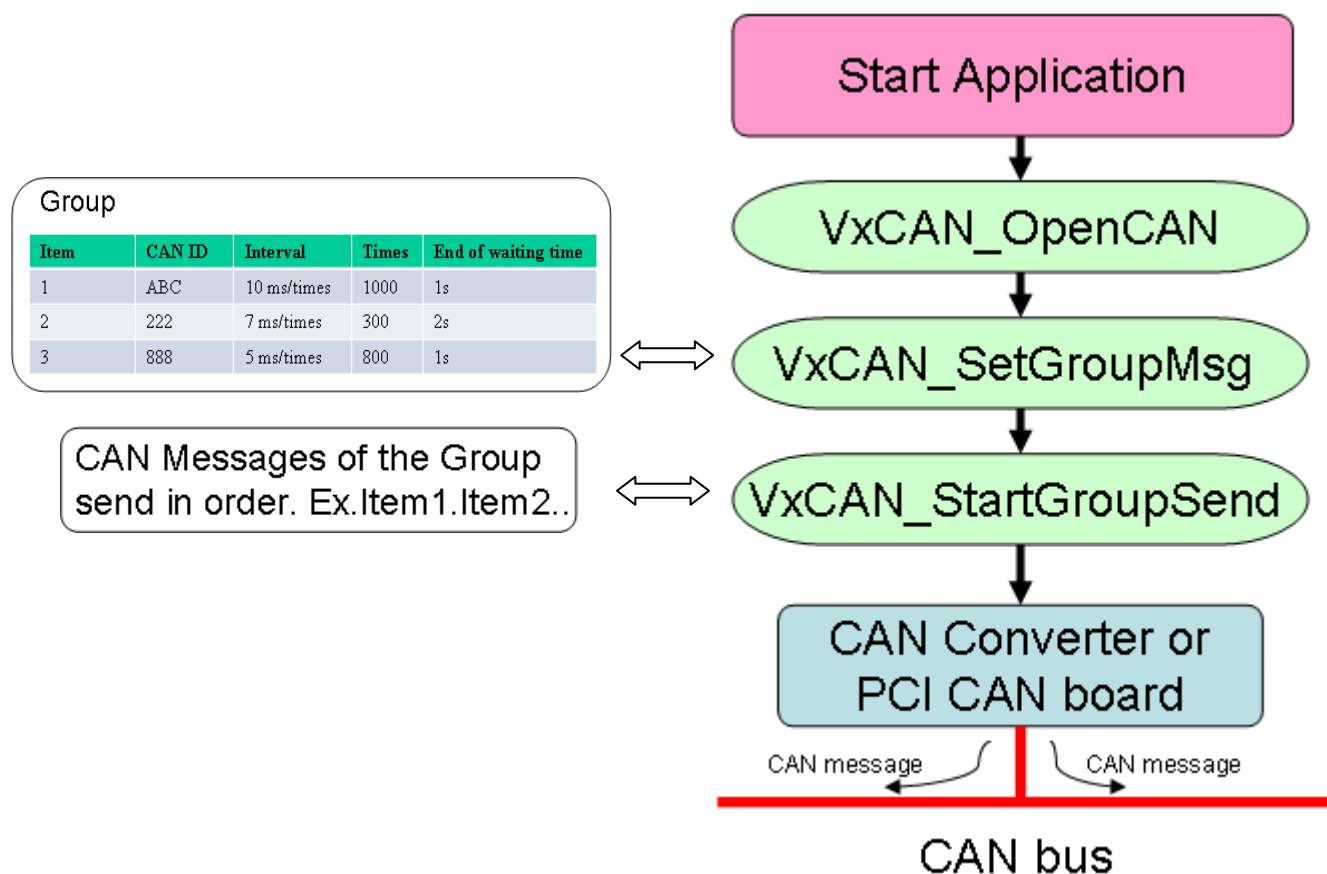 Start Application
VxCAN_OpenCAN
Group
Item CAN ID Interval Times End of waiting time
1 ABC 10 ms/times 1000 1s
2 222 7 ms/times 300 2s
3 888 5 ms/times 800 1s
VxCAN_SetGroupMsg
CAN Messages of the Group
send in order. Ex.Item1.Item2..
VxCAN_StartGroupSend
CAN Converter or
PCI CAN board
CAN message
CAN message
CAN bus